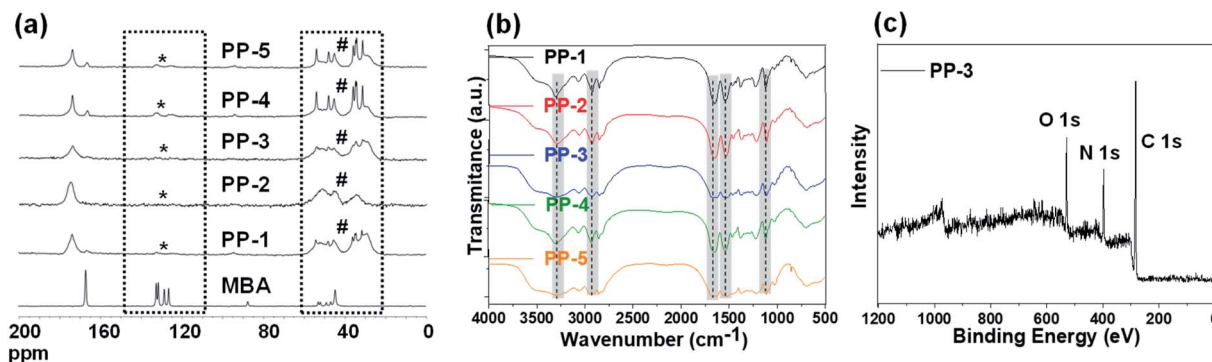 (a)
PP-5
*
#
PP-4
*
#
PP-3
*
#
PP-2
*
#
PP-1
*
#
MBA
200 160 120 80 40 0
ppm
(b)
PP-1
PP-2
PP-3
PP-4
PP-5
Transmitance (a.u.)
4000 3500 3000 2500 2000 1500 1000 500
Wavenumber (cm-1)
(c)
PP-3
O 1s
N 1s
C 1s
Intensity
1200 1000 800 600 400 200 0
Binding Energy (eV)